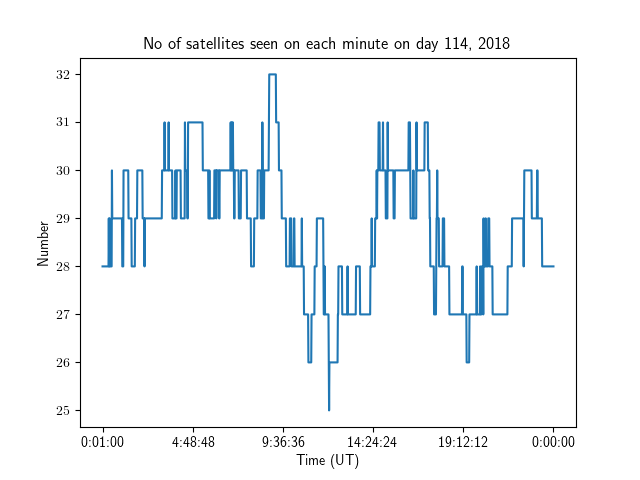 No of satellites seen on each minute on day 114, 2018
32
31
30
29
28
27
26
25
Number
0:01:00 4:48:48 9:36:36 14:24:24 19:12:12 0:00:00
Time (UT)